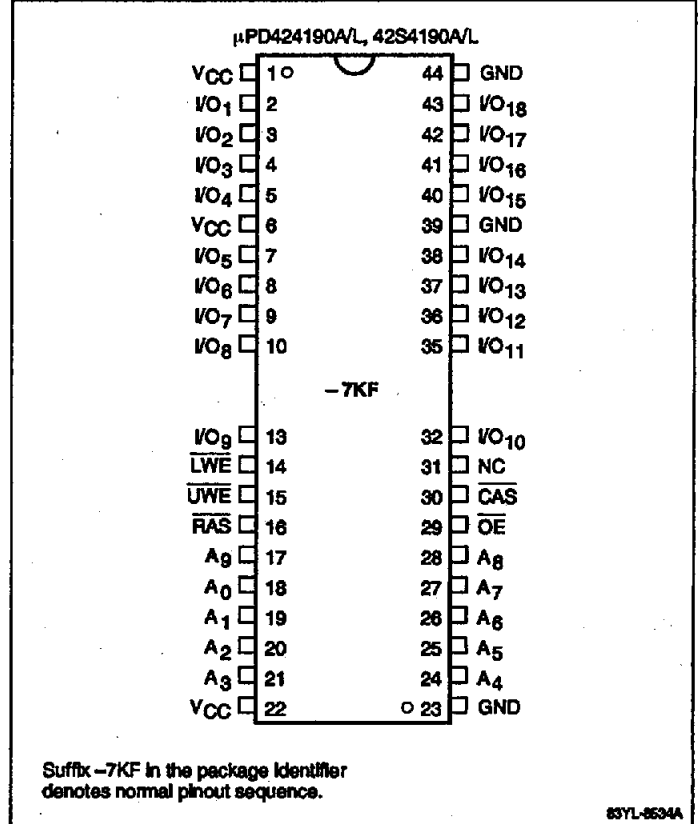 μPD424190A/L, 42S4190A/L
VCC 1 44 GND
I/O1 2 43 I/O18
I/O2 3 42 I/O17
I/O3 4 41 I/O16
I/O4 5 40 I/O15
VCC 6 39 GND
I/O5 7 38 I/O14
I/O6 8 37 I/O13
I/O7 9 36 I/O12
I/O8 10 35 I/O11
–7KF
I/O9 13 32 I/O10
LWE 14 31 NC
UWE 15 30 CAS
RAS 16 29 OE
A9 17 28 A8
A0 18 27 A7
A1 19 26 A6
A2 20 25 A5
A3 21 24 A4
VCC 22 23 GND
Suffix –7KF in the package identifier
denotes normal pinout sequence.
83YL-8634A